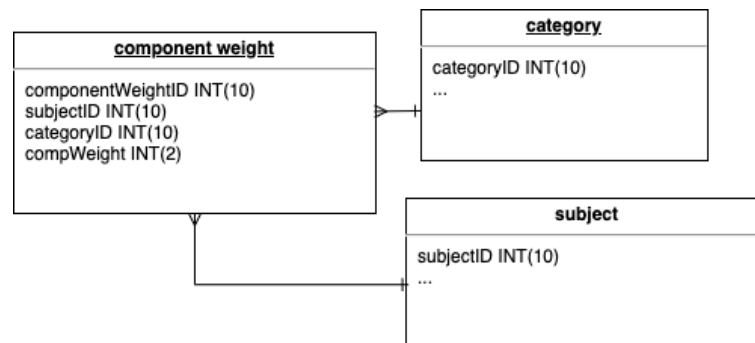 component weight
componentWeightID INT(10)
subjectID INT(10)
categoryID INT(10)
compWeight INT(2)
category
categoryID INT(10)
...
subject
subjectID INT(10)
...